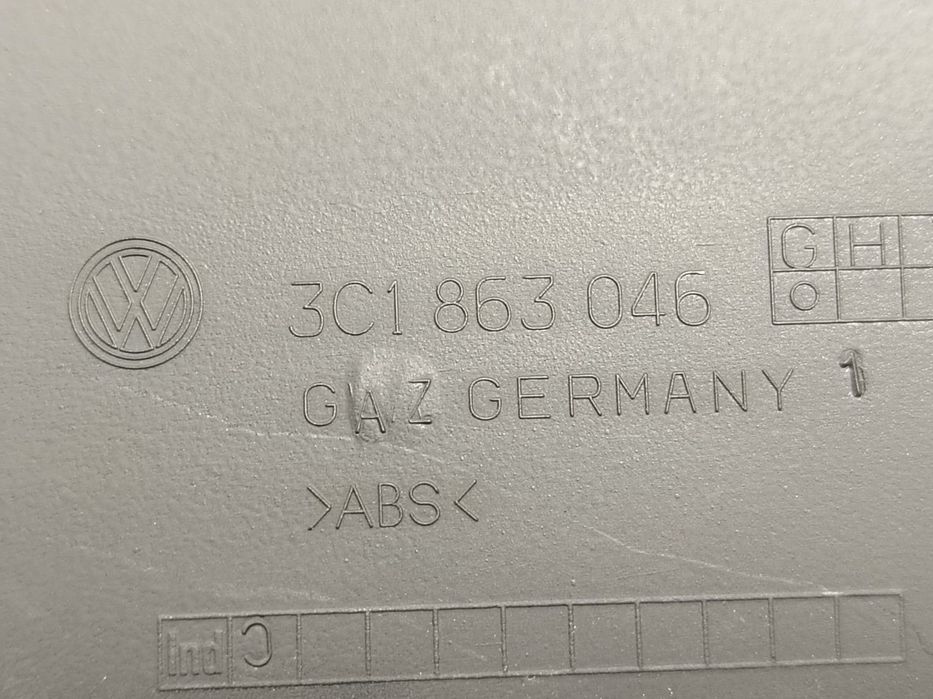 3C1 863 046
GAZ GERMANY 1
>ABS<
G H
o
Ind C